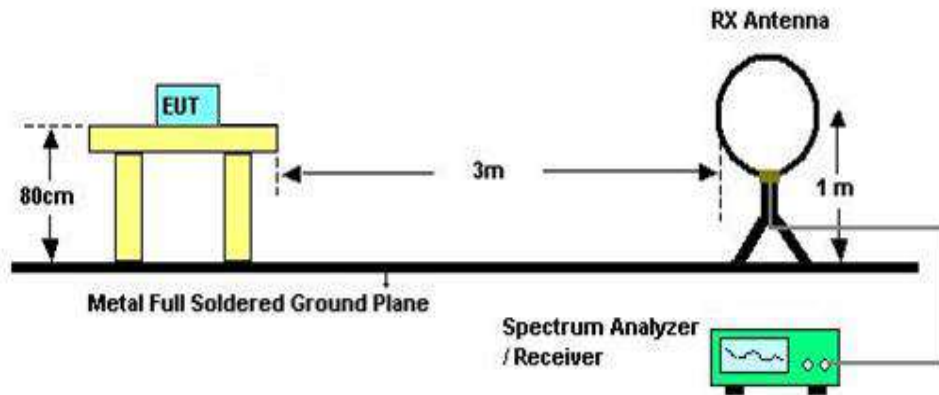 RX Antenna
EUT
3m
80cm
1 m
Metal Full Soldered Ground Plane
Spectrum Analyzer
/ Receiver